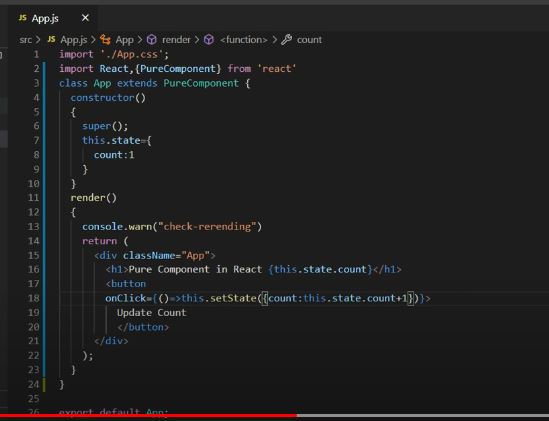 JS App.js ×
src > JS App.js > App > render > <function> > count
1 import './App.css';
2 import React,{PureComponent} from 'react'
3 class App extends PureComponent {
4 constructor()
5 {
6 super();
7 this.state={
8 count:1
9 }
10 }
11 render()
12 {
13 console.warn("check-rerending")
14 return (
15 <div className="App">
16 <h1>Pure Component in React {this.state.count}</h1>
17 <button
18 onClick={()=>this.setState({count:this.state.count+1})}>
19 Update Count
20 </button>
21 </div>
22 );
23 }
24 }
25
26 export default App;